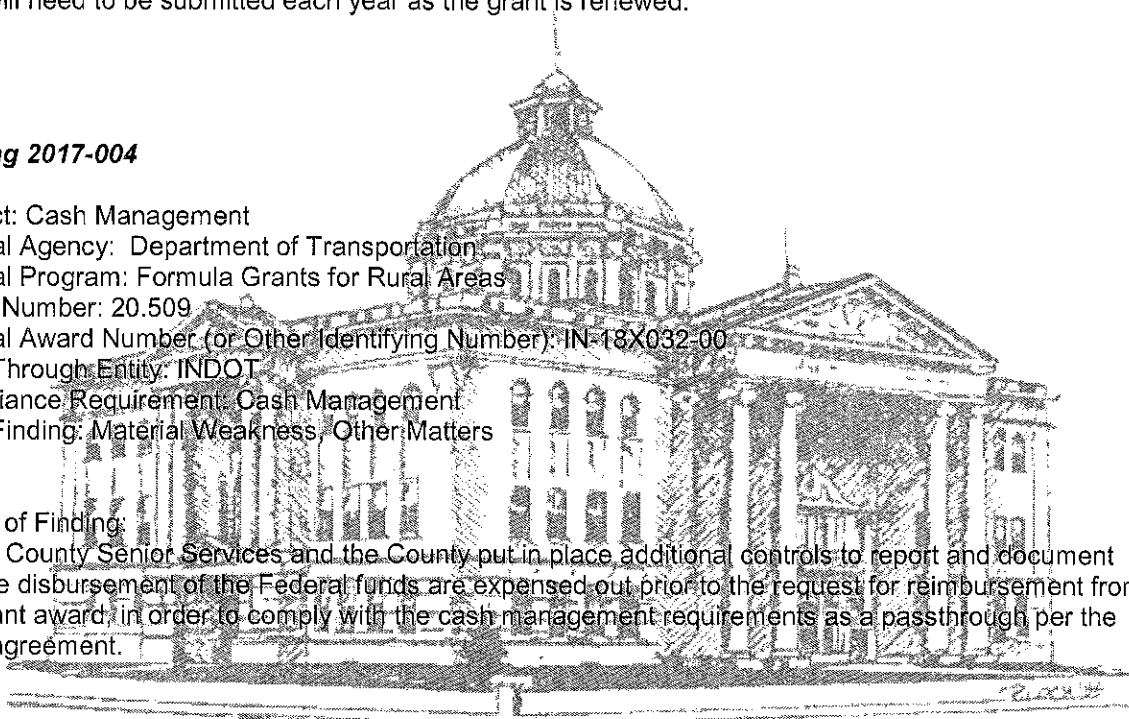 ill need to be submitted each year as the grant is renewed.
ng 2017-004
ct: Cash Management
al Agency: Department of Transportation
al Program: Formula Grants for Rural Areas
Number: 20.509
al Award Number (or Other Identifying Number): IN-18X032-00
Through Entity: INDOT
iance Requirement: Cash Management
Finding: Material Weakness, Other Matters
of Finding:
County Senior Services and the County put in place additional controls to report and document
e disbursement of the Federal funds are expensed out prior to the request for reimbursement from
ant award, in order to comply with the cash management requirements as a passthrough per the
agreement.